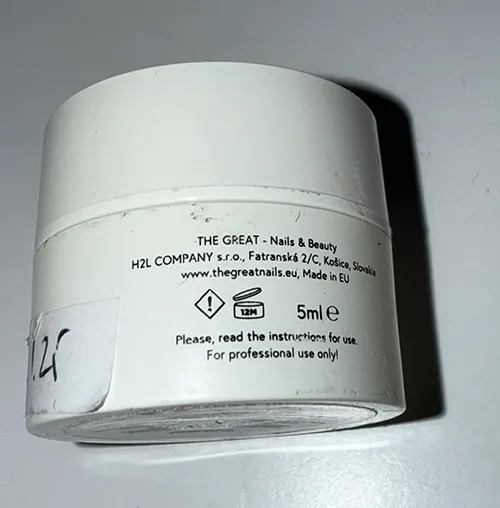 THE GREAT - Nails & Beauty
H2L COMPANY s.r.o., Fatranská 2/C, Košice, Slovakia
www.thegreatnails.eu, Made in EU
! 12M 5ml ℮
Please, read the instructions for use.
For professional use only!